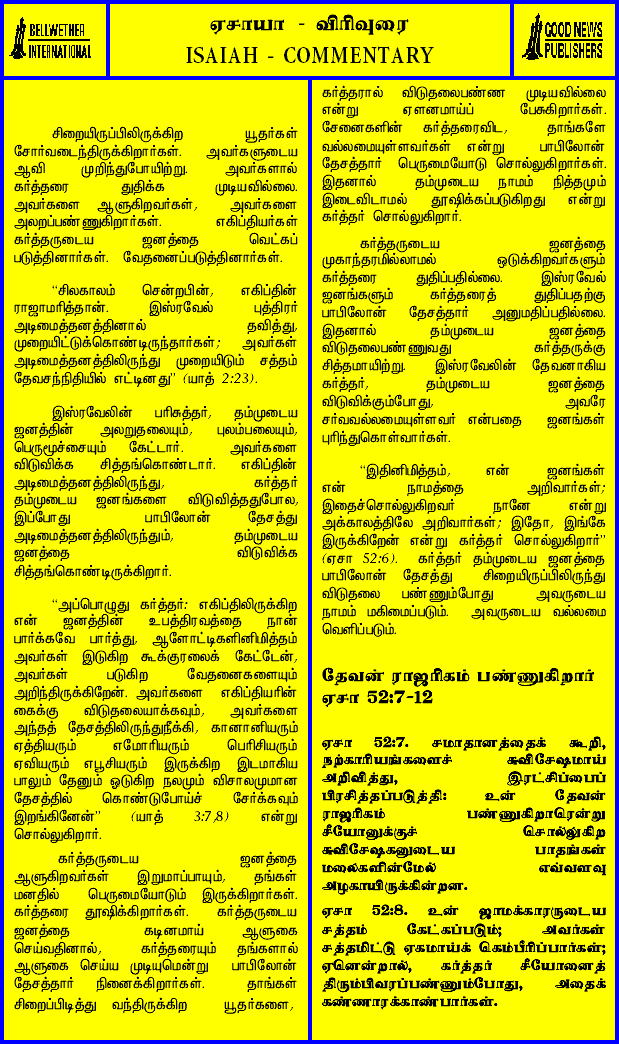 BELLWETHER
INTERNATIONAL
ஏசாயா - விரிவுரை
ISAIAH - COMMENTARY
GOOD NEWS
PUBLISHERS
சிறையிருப்பிலிருக்கிற யூதர்கள்
சோர்வடைந்திருக்கிறார்கள். அவர்களுடைய
ஆவி முறிந்துபோயிற்று. அவர்களால்
கர்த்தரை துதிக்க முடியவில்லை.
அவர்களை ஆளுகிறவர்கள், அவர்களை
அலறப்பண்ணுகிறார்கள். எகிப்தியர்கள்
கர்த்தருடைய ஜனத்தை வெட்கப்
படுத்தினார்கள். வேதனைப்படுத்தினார்கள்.
“சிலகாலம் சென்றபின், எகிப்தின்
ராஜாமரித்தான். இஸ்ரவேல் புத்திரர்
அடிமைத்தனத்தினால் தவித்து,
முறையிட்டுக்கொண்டிருந்தார்கள்; அவர்கள்
அடிமைத்தனத்திலிருந்து முறையிடும் சத்தம்
தேவசந்நிதியில் எட்டினது” (யாத் 2:23).
இஸ்ரவேலின் பரிசுத்தர், தம்முடைய
ஜனத்தின் அலறுதலையும், புலம்பலையும்,
பெருமூச்சையும் கேட்டார். அவர்களை
விடுவிக்க சித்தங்கொண்டார். எகிப்தின்
அடிமைத்தனத்திலிருந்து, கர்த்தர்
தம்முடைய ஜனங்களை விடுவித்ததுபோல,
இப்போது பாபிலோன் தேசத்து
அடிமைத்தனத்திலிருந்தும், தம்முடைய
ஜனத்தை விடுவிக்க
சித்தங்கொண்டிருக்கிறார்.
“அப்பொழுது கர்த்தர்: எகிப்திலிருக்கிற
என் ஜனத்தின் உபத்திரவத்தை நான்
பார்க்கவே பார்த்து, ஆளோட்டிகளினிமித்தம்
அவர்கள் இடுகிற கூக்குரலைக் கேட்டேன்,
அவர்கள் படுகிற வேதனைகளையும்
அறிந்திருக்கிறேன். அவர்களை எகிப்தியரின்
கைக்கு விடுதலையாக்கவும், அவர்களை
அந்தத் தேசத்திலிருந்துநீக்கி, கானானியரும்
ஏத்தியரும் எமோரியரும் பெரிசியரும்
ஏவியரும் எபூசியரும் இருக்கிற இடமாகிய
பாலும் தேனும் ஓடுகிற நலமும் விசாலமுமான
தேசத்தில் கொண்டுபோய்ச் சேர்க்கவும்
இறங்கினேன்” (யாத் 3:7,8) என்று
சொல்லுகிறார்.
கர்த்தருடைய ஜனத்தை
ஆளுகிறவர்கள் இறுமாப்பாயும், தங்கள்
மனதில் பெருமையோடும் இருக்கிறார்கள்.
கர்த்தரை தூஷிக்கிறார்கள். கர்த்தருடைய
ஜனத்தை கடினமாய் ஆளுகை
செய்வதினால், கர்த்தரையும் தங்களால்
ஆளுகை செய்ய முடியுமென்று பாபிலோன்
தேசத்தார் நினைக்கிறார்கள். தாங்கள்
சிறைப்பிடித்து வந்திருக்கிற யூதர்களை,
கர்த்தரால் விடுதலைபண்ண முடியவில்லை
என்று ஏளனமாய்ப் பேசுகிறார்கள்.
சேனைகளின் கர்த்தரைவிட, தாங்களே
வல்லமையுள்ளவர்கள் என்று பாபிலோன்
தேசத்தார் பெருமையோடு சொல்லுகிறார்கள்.
இதனால் தம்முடைய நாமம் நித்தமும்
இடைவிடாமல் தூஷிக்கப்படுகிறது என்று
கர்த்தர் சொல்லுகிறார்.
கர்த்தருடைய ஜனத்தை
முகாந்தரமில்லாமல் ஒடுக்கிறவர்களும்
கர்த்தரை துதிப்பதில்லை. இஸ்ரவேல்
ஜனங்களும் கர்த்தரைத் துதிப்பதற்கு
பாபிலோன் தேசத்தார் அனுமதிப்பதில்லை.
இதனால் தம்முடைய ஜனத்தை
விடுதலைபண்ணுவது கர்த்தருக்கு
சித்தமாயிற்று. இஸ்ரவேலின் தேவனாகிய
கர்த்தர், தம்முடைய ஜனத்தை
விடுவிக்கும்போது, அவரே
சர்வவல்லமையுள்ளவர் என்பதை ஜனங்கள்
புரிந்துகொள்வார்கள்.
“இதினிமித்தம், என் ஜனங்கள்
என் நாமத்தை அறிவார்கள்;
இதைச்சொல்லுகிறவர் நானே என்று
அக்காலத்திலே அறிவார்கள்; இதோ, இங்கே
இருக்கிறேன் என்று கர்த்தர் சொல்லுகிறார்”
(ஏசா 52:6). கர்த்தர் தம்முடைய ஜனத்தை
பாபிலோன் தேசத்து சிறையிருப்பிலிருந்து
விடுதலை பண்ணும்போது அவருடைய
நாமம் மகிமைப்படும். அவருடைய வல்லமை
வெளிப்படும்.
தேவன் ராஜரிகம் பண்ணுகிறார்
ஏசா 52:7-12
ஏசா 52:7. சமாதானத்தைக் கூறி,
நற்காரியங்களைச் சுவிசேஷமாய்
அறிவித்து, இரட்சிப்பைப்
பிரசித்தப்படுத்தி: உன் தேவன்
ராஜரிகம் பண்ணுகிறாரென்று
சீயோனுக்குச் சொல்லுகிற
சுவிசேஷகனுடைய பாதங்கள்
மலைகளின்மேல் எவ்வளவு
அழகாயிருக்கின்றன.
ஏசா 52:8. உன் ஜாமக்காரருடைய
சத்தம் கேட்கப்படும்; அவர்கள்
சத்தமிட்டு ஏகமாய்க் கெம்பீரிப்பார்கள்;
ஏனென்றால், கர்த்தர் சீயோனைத்
திரும்பிவரப்பண்ணும்போது, அதைக்
கண்ணாரக்காண்பார்கள்.